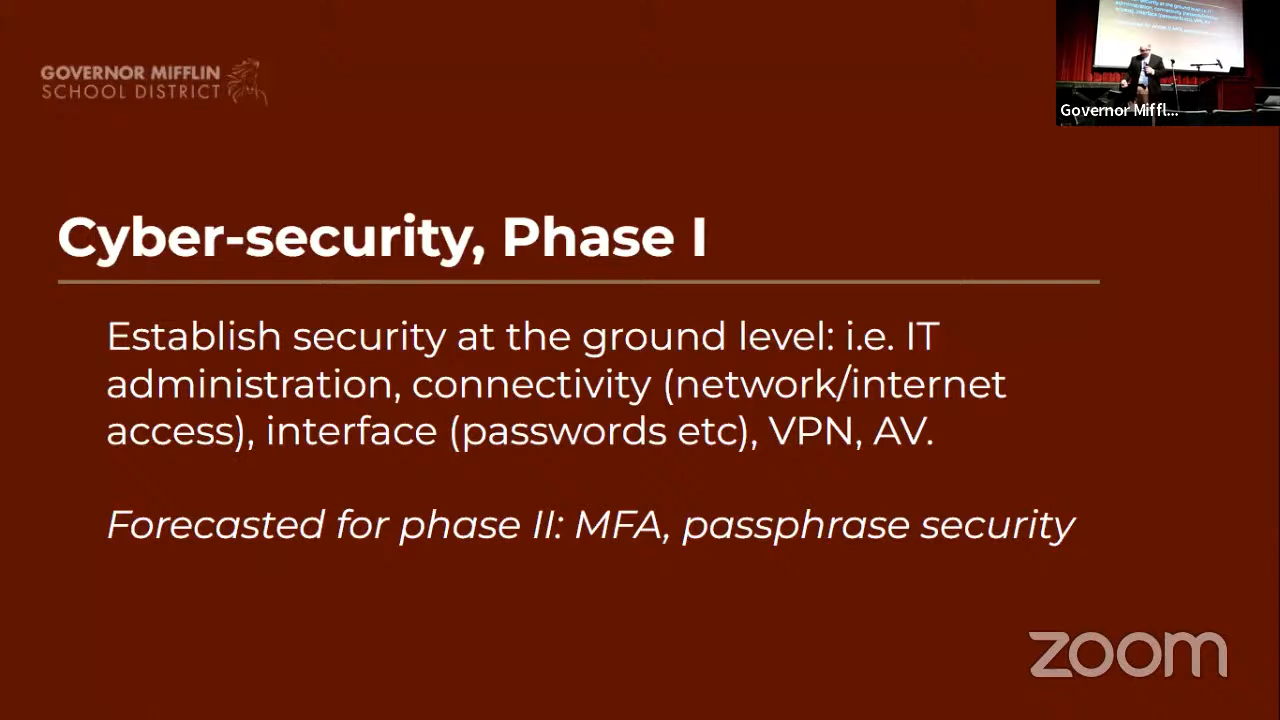 GOVERNOR MIFFLIN
SCHOOL DISTRICT
Governor Miffl...
Cyber-security, Phase I
Establish security at the ground level: i.e. IT
administration, connectivity (network/internet
access), interface (passwords etc), VPN, AV.
Forecasted for phase II: MFA, passphrase security
zoom